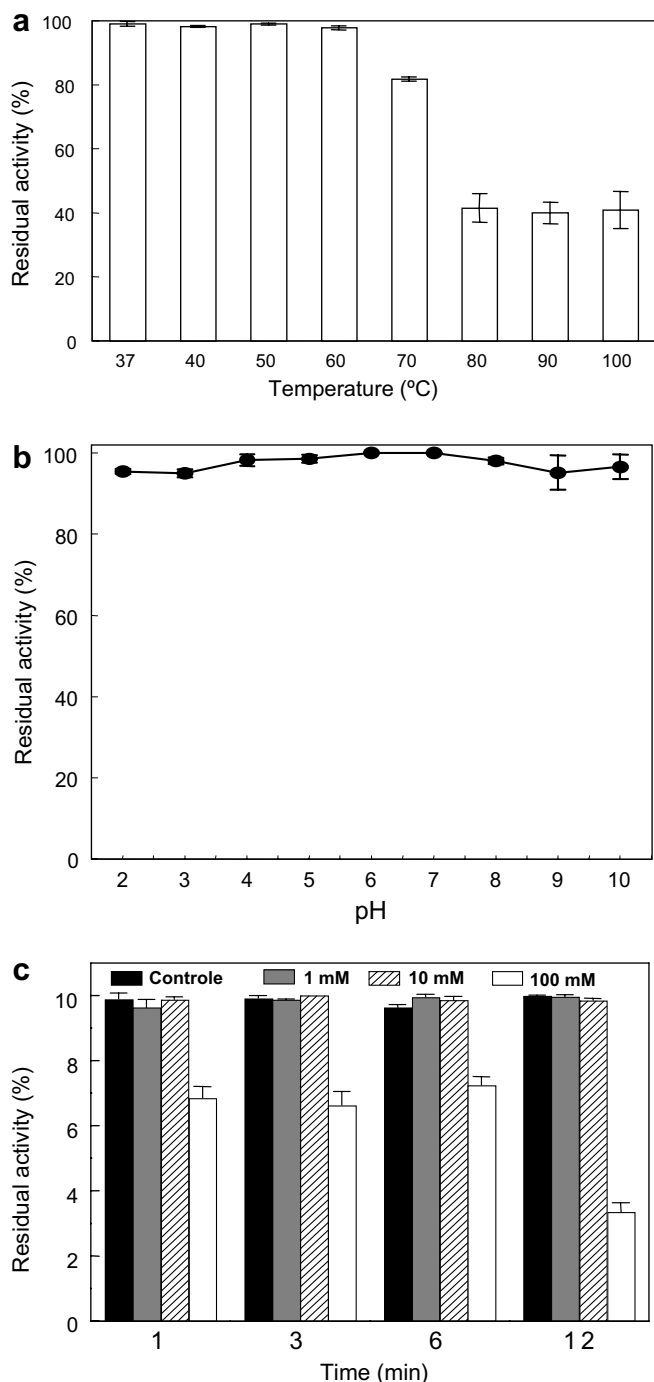 a
Residual activity (%)
100
80
60
40
20
0
37 40 50 60 70 80 90 100
Temperature (ºC)
b
Residual activity (%)
100
80
60
40
20
0
2 3 4 5 6 7 8 9 10
pH
c
Controle 1 mM 10 mM 100 mM
Residual activity (%)
10
8
6
4
2
0
1 3 6 12
Time (min)